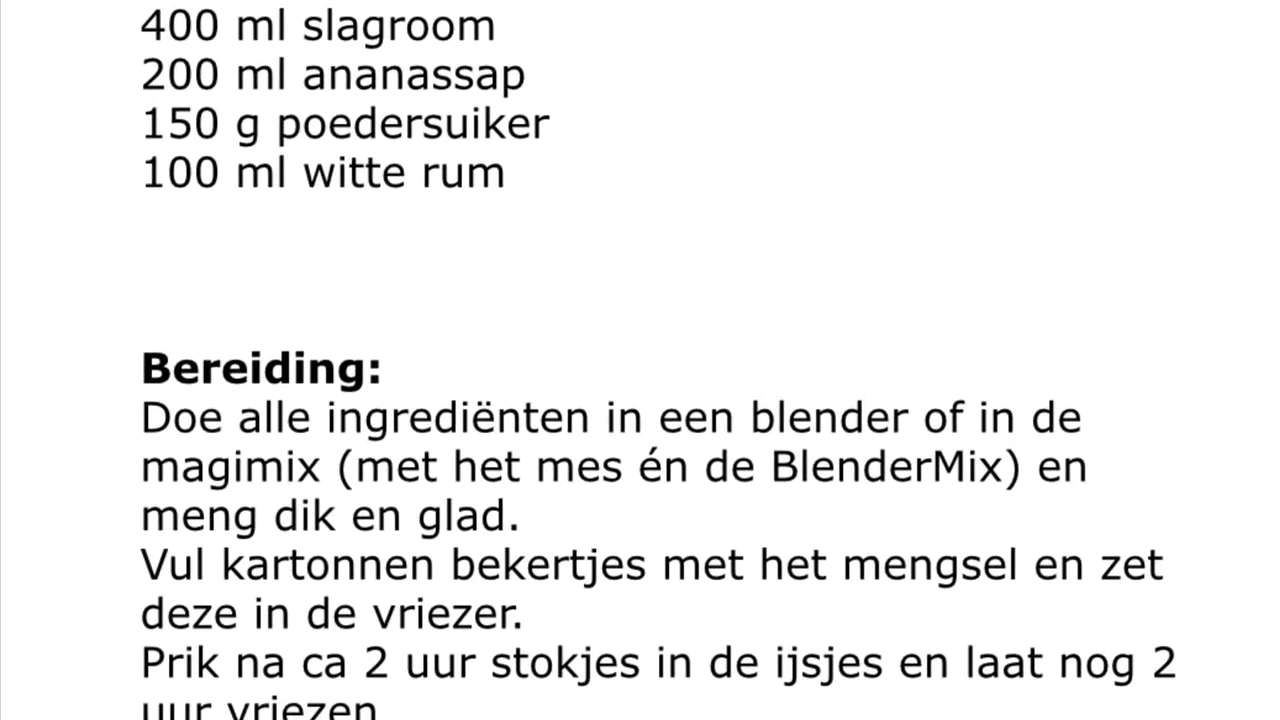 400 ml slagroom
200 ml ananassap
150 g poedersuiker
100 ml witte rum
Bereiding:
Doe alle ingrediënten in een blender of in de
magimix (met het mes én de BlenderMix) en
meng dik en glad.
Vul kartonnen bekertjes met het mengsel en zet
deze in de vriezer.
Prik na ca 2 uur stokjes in de ijsjes en laat nog 2
uur vriezen